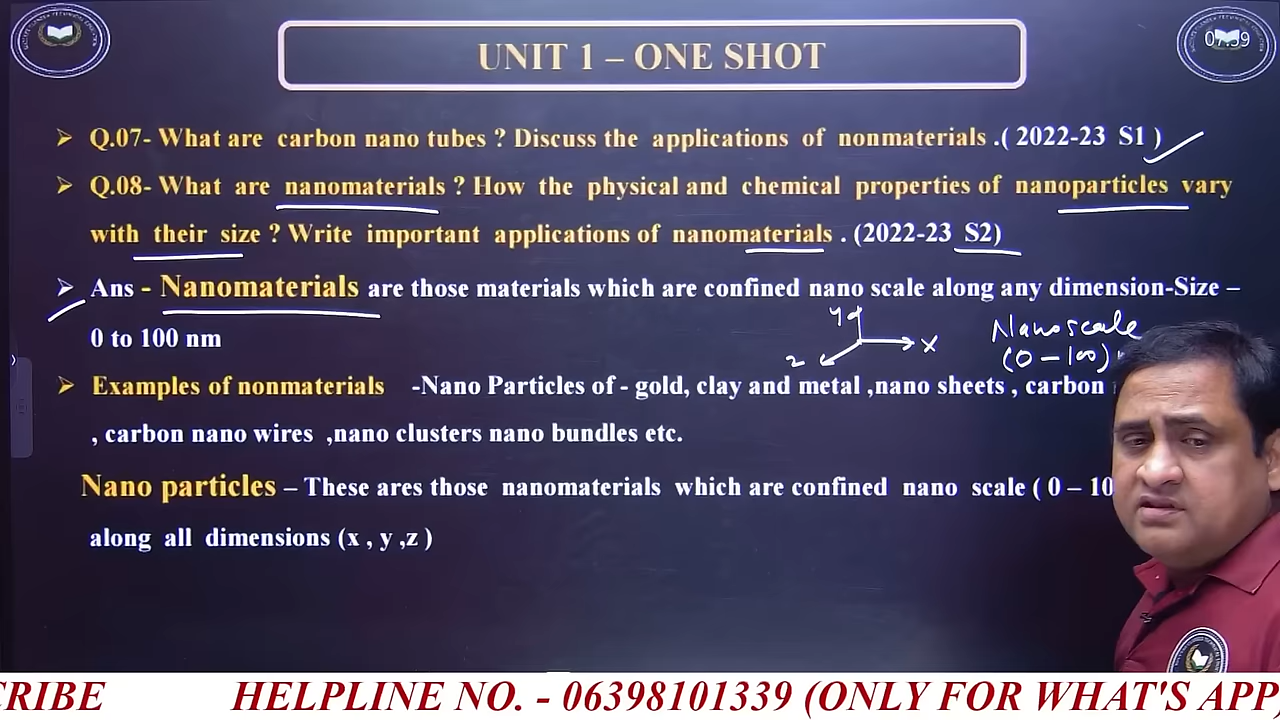 07:39
UNIT 1 – ONE SHOT
Q.07- What are carbon nano tubes ? Discuss the applications of nonmaterials .( 2022-23 S1 )
Q.08- What are nanomaterials ? How the physical and chemical properties of nanoparticles vary
with their size ? Write important applications of nanomaterials . (2022-23 S2)
Ans - Nanomaterials are those materials which are confined nano scale along any dimension-Size –
0 to 100 nm
y
x
z
Nanoscale
(0 – 100)
Examples of nonmaterials -Nano Particles of - gold, clay and metal ,nano sheets , carbon
, carbon nano wires ,nano clusters nano bundles etc.
Nano particles – These ares those nanomaterials which are confined nano scale ( 0 – 10
along all dimensions (x , y ,z )
CRIBE HELPLINE NO. - 06398101339 (ONLY FOR WHAT'S APP)